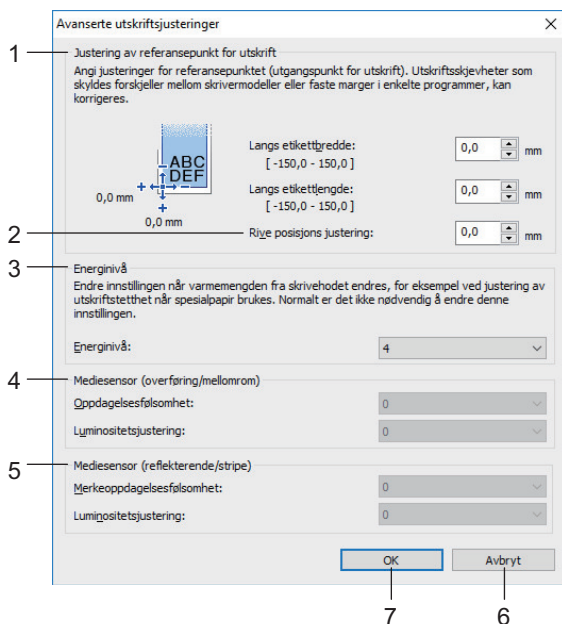 Avanserte utskriftsjusteringer
1
Justering av referansepunkt for utskrift
Angi justeringer for referansepunktet (utgangspunkt for utskrift). Utskriftsskjevheter som
skyldes forskjeller mellom skrivermodeller eller faste marger i enkelte programmer, kan
korrigeres.
ABC
DEF
0,0 mm
0,0 mm
Langs etikettbredde:
[ -150,0 - 150,0 ]
0,0 mm
Langs etikettlengde:
[ -150,0 - 150,0 ]
0,0 mm
2
Rive posisjons justering:
0,0 mm
3
Energinivå
Endre innstillingen når varmemengden fra skrivehodet endres, for eksempel ved justering av
utskriftstetthet når spesialpapir brukes. Normalt er det ikke nødvendig å endre denne
innstillingen.
Energinivå:
4
4
Mediesensor (overføring/mellomrom)
Oppdagelsesfølsomhet:
0
Luminositetsjustering:
0
5
Mediesensor (reflekterende/stripe)
Merkeoppdagelsesfølsomhet:
0
Luminositetsjustering:
0
OK
Avbryt
7
6